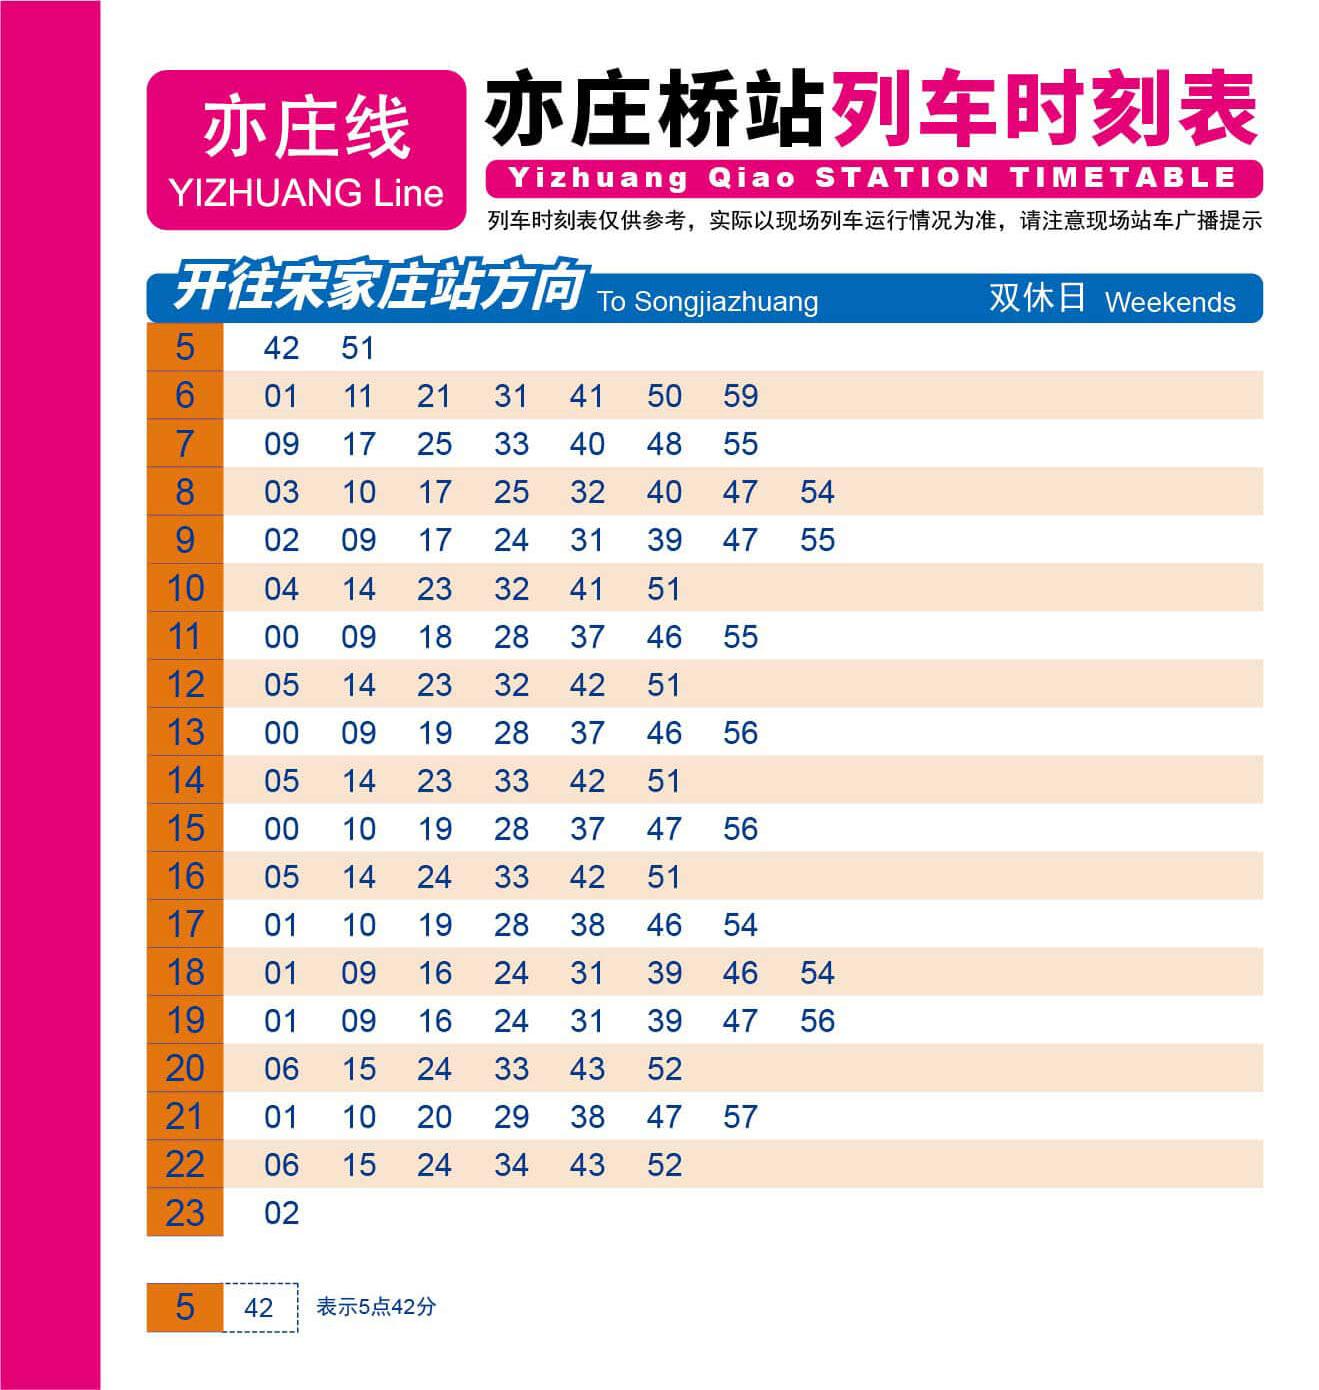 亦庄线
YIZHUANG Line
亦庄桥站列车时刻表
Yizhuang Qiao STATION TIMETABLE
列车时刻表仅供参考，实际以现场列车运行情况为准，请注意现场站车广播提示
开往宋家庄站方向 To Songjiazhuang 双休日 Weekends
5 42 51
6 01 11 21 31 41 50 59
7 09 17 25 33 40 48 55
8 03 10 17 25 32 40 47 54
9 02 09 17 24 31 39 47 55
10 04 14 23 32 41 51
11 00 09 18 28 37 46 55
12 05 14 23 32 42 51
13 00 09 19 28 37 46 56
14 05 14 23 33 42 51
15 00 10 19 28 37 47 56
16 05 14 24 33 42 51
17 01 10 19 28 38 46 54
18 01 09 16 24 31 39 46 54
19 01 09 16 24 31 39 47 56
20 06 15 24 33 43 52
21 01 10 20 29 38 47 57
22 06 15 24 34 43 52
23 02
5 42 表示5点42分